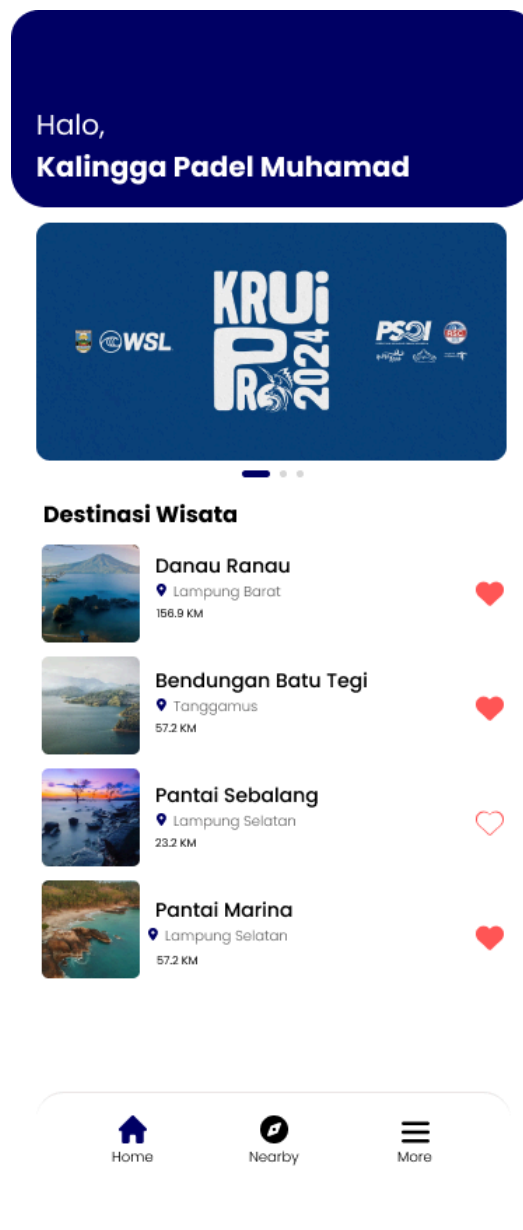 Halo,
Kalingga Padel Muhamad
WSL
KRUi
PRO
2024
PSOI
ASC
Destinasi Wisata
Danau Ranau
Lampung Barat
156.9 KM
Bendungan Batu Tegi
Tanggamus
57.2 KM
Pantai Sebalang
Lampung Selatan
23.2 KM
Pantai Marina
Lampung Selatan
57.2 KM
Home
Nearby
More